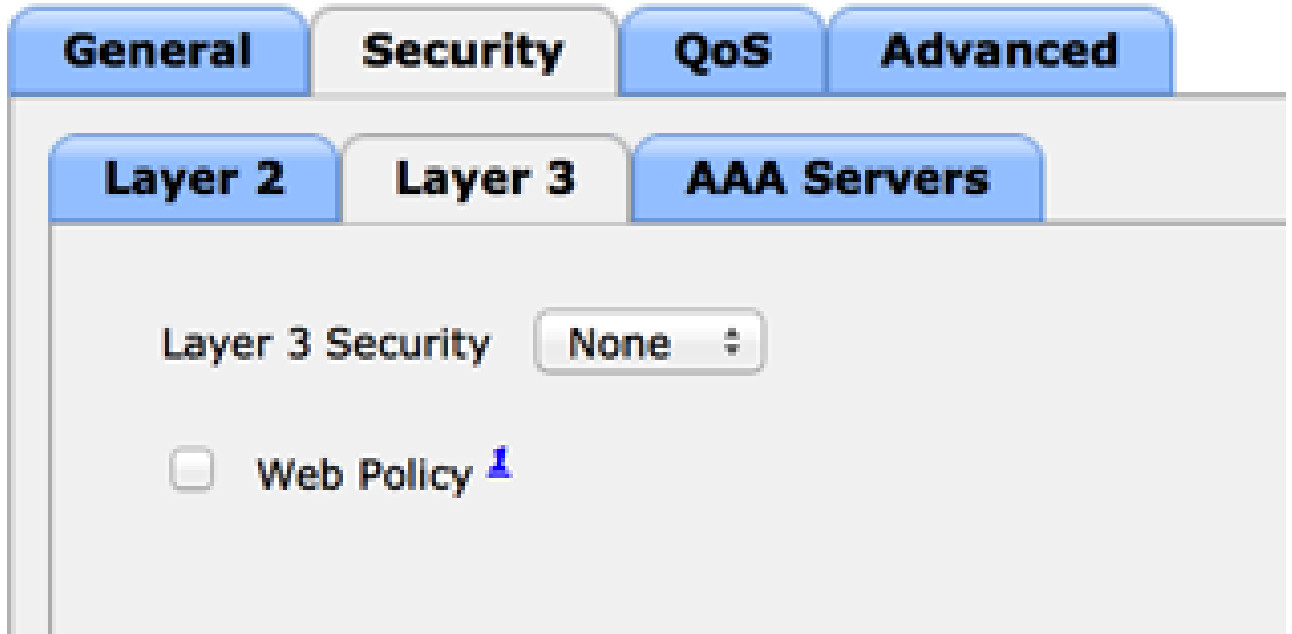 General Security QoS Advanced
Layer 2 Layer 3 AAA Servers
Layer 3 Security None
Web Policy 1